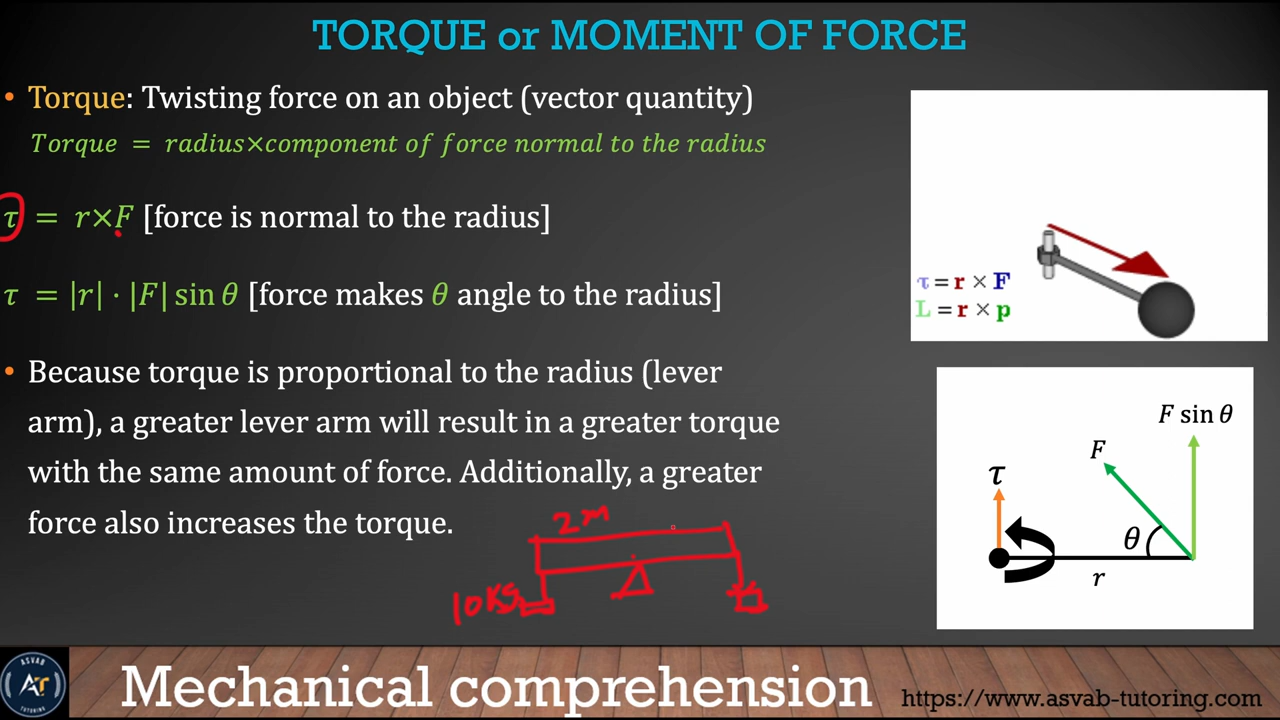 TORQUE or MOMENT OF FORCE
• Torque: Twisting force on an object (vector quantity)
Torque = radius×component of force normal to the radius
τ = r×F [force is normal to the radius]
τ = |r| · |F| sin θ [force makes θ angle to the radius]
• Because torque is proportional to the radius (lever
arm), a greater lever arm will result in a greater torque
with the same amount of force. Additionally, a greater
force also increases the torque.
2m
10KG
τ = r × F
L = r × p
F sin θ
F
τ
θ
r
ASVAB
AT
TUTORING
Mechanical comprehension
https://www.asvab-tutoring.com